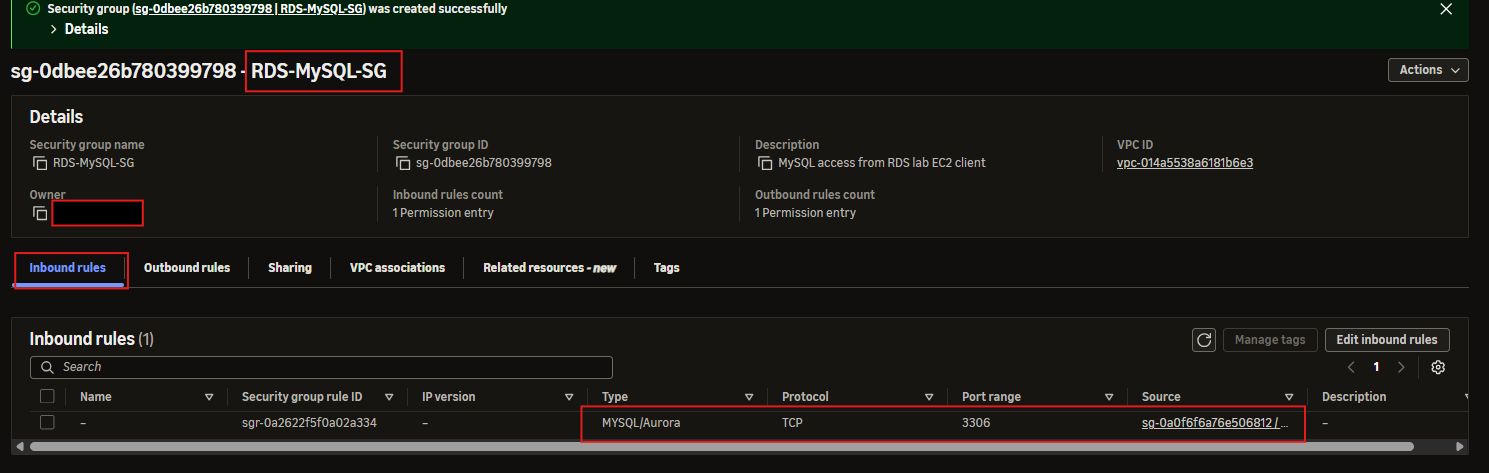 Security group (sg-0dbee26b780399798 | RDS-MySQL-SG) was created successfully
Details
sg-0dbee26b780399798 - RDS-MySQL-SG
Actions
Details
Security group name
RDS-MySQL-SG
Security group ID
sg-0dbee26b780399798
Description
MySQL access from RDS lab EC2 client
VPC ID
vpc-014a5538a6181b6e3
Owner
Inbound rules count
1 Permission entry
Outbound rules count
1 Permission entry
Inbound rules Outbound rules Sharing VPC associations Related resources - new Tags
Inbound rules (1)
Manage tags Edit inbound rules
Search
1
Name Security group rule ID IP version Type Protocol Port range Source Description
– sgr-0a2622f5f0a02a334 – MYSQL/Aurora TCP 3306 sg-0a0f6f6a76e506812 / ... –